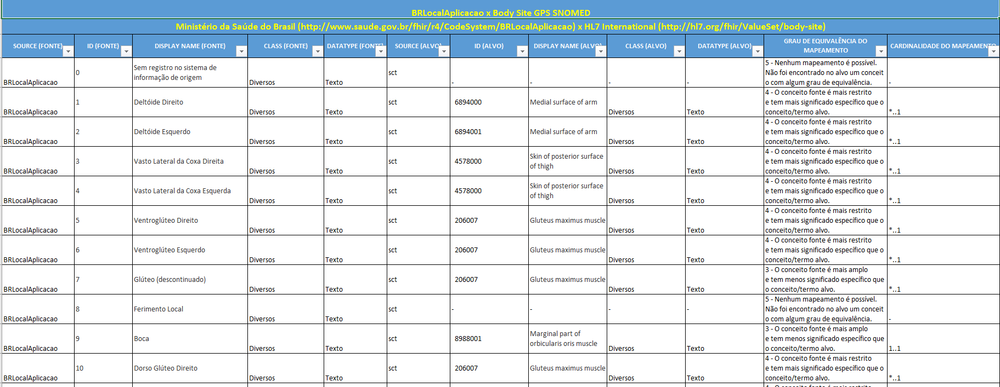 BRLocalAplicacao x Body Site GPS SNOMED
Ministério da Saúde do Brasil (http://www.saude.gov.br/fhir/r4/CodeSystem/BRLocalAplicacao) x HL7 International (http://hl7.org/fhir/ValueSet/body-site)
SOURCE (FONTE) ID (FONTE) DISPLAY NAME (FONTE) CLASS (FONTE) DATATYPE (FONTE) SOURCE (ALVO) ID (ALVO) DISPLAY NAME (ALVO) CLASS (ALVO) DATATYPE (ALVO) GRAU DE EQUIVALÊNCIA DO
MAPEAMENTO CARDINALIDADE DO MAPEAMENTO
BRLocalAplicacao 0 Sem registro no sistema de
informação de origem Diversos Texto sct - - - - 5 - Nenhum mapeamento é possível.
Não foi encontrado no alvo um conceit
o com algum grau de equivalência. -
BRLocalAplicacao 1 Deltóide Direito Diversos Texto sct 6894000 Medial surface of arm Diversos Texto 4 - O conceito fonte é mais restrito
e tem mais significado específico que o
conceito/termo alvo. *..1
BRLocalAplicacao 2 Deltóide Esquerdo Diversos Texto sct 6894001 Medial surface of arm Diversos Texto 4 - O conceito fonte é mais restrito
e tem mais significado específico que o
conceito/termo alvo. *..1
BRLocalAplicacao 3 Vasto Lateral da Coxa Direita Diversos Texto sct 4578000 Skin of posterior surface
of thigh Diversos Texto 4 - O conceito fonte é mais restrito
e tem mais significado específico que o
conceito/termo alvo. *..1
BRLocalAplicacao 4 Vasto Lateral da Coxa Esquerda Diversos Texto sct 4578000 Skin of posterior surface
of thigh Diversos Texto 4 - O conceito fonte é mais restrito
e tem mais significado específico que o
conceito/termo alvo. *..1
BRLocalAplicacao 5 Ventroglúteo Direito Diversos Texto sct 206007 Gluteus maximus muscle Diversos Texto 4 - O conceito fonte é mais restrito
e tem mais significado específico que o
conceito/termo alvo. *..1
BRLocalAplicacao 6 Ventroglúteo Esquerdo Diversos Texto sct 206007 Gluteus maximus muscle Diversos Texto 4 - O conceito fonte é mais restrito
e tem mais significado específico que o
conceito/termo alvo. *..1
BRLocalAplicacao 7 Glúteo (descontinuado) Diversos Texto sct 206007 Gluteus maximus muscle Diversos Texto 3 - O conceito fonte é mais amplo
e tem menos significado específico que
o conceito/termo alvo. *..1
BRLocalAplicacao 8 Ferimento Local Diversos Texto sct - - - - 5 - Nenhum mapeamento é possível.
Não foi encontrado no alvo um conceit
o com algum grau de equivalência. -
BRLocalAplicacao 9 Boca Diversos Texto sct 8988001 Marginal part of
orbicularis oris muscle Diversos Texto 3 - O conceito fonte é mais amplo
e tem menos significado específico que
o conceito/termo alvo. 1..1
BRLocalAplicacao 10 Dorso Glúteo Direito Diversos Texto sct 206007 Gluteus maximus muscle Diversos Texto 4 - O conceito fonte é mais restrito
e tem mais significado específico que o
conceito/termo alvo. *..1